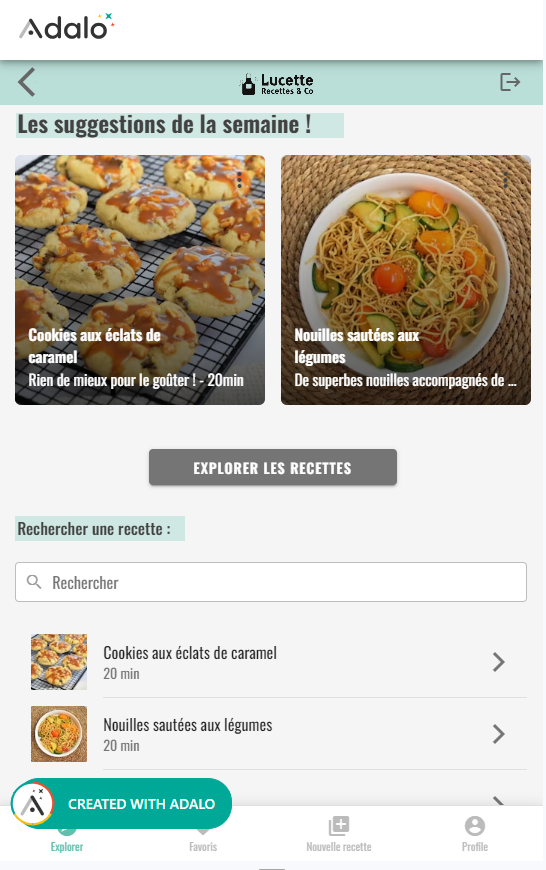 Adalo
Lucette
Recettes & Co
Les suggestions de la semaine !
Cookies aux éclats de
caramel
Rien de mieux pour le goûter ! - 20min
Nouilles sautées aux
légumes
De superbes nouilles accompagnés de ...
EXPLORER LES RECETTES
Rechercher une recette :
Rechercher
Cookies aux éclats de caramel
20 min
Nouilles sautées aux légumes
20 min
CREATED WITH ADALO
Explorer
Favoris
Nouvelle recette
Profile